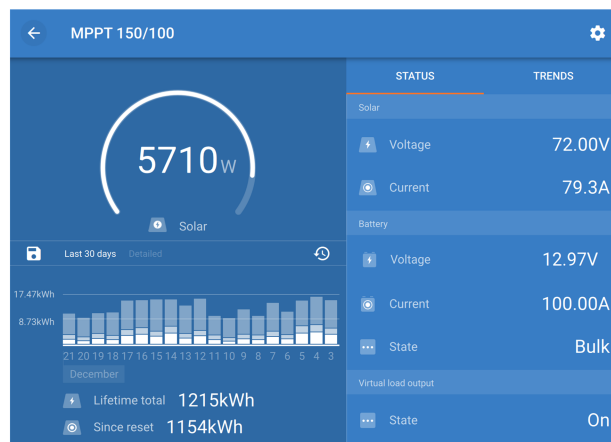 MPPT 150/100
STATUS
TRENDS
5710W
Solar
Last 30 days Detailed
17.47kWh
8.73kWh
21 20 19 18 17 16 15 14 13 12 11 10 9 8 7 6 5 4 3
December
Lifetime total 1215kWh
Since reset 1154kWh
Solar
Voltage 72.00V
Current 79.3A
Battery
Voltage 12.97V
Current 100.00A
State Bulk
Virtual load output
State On